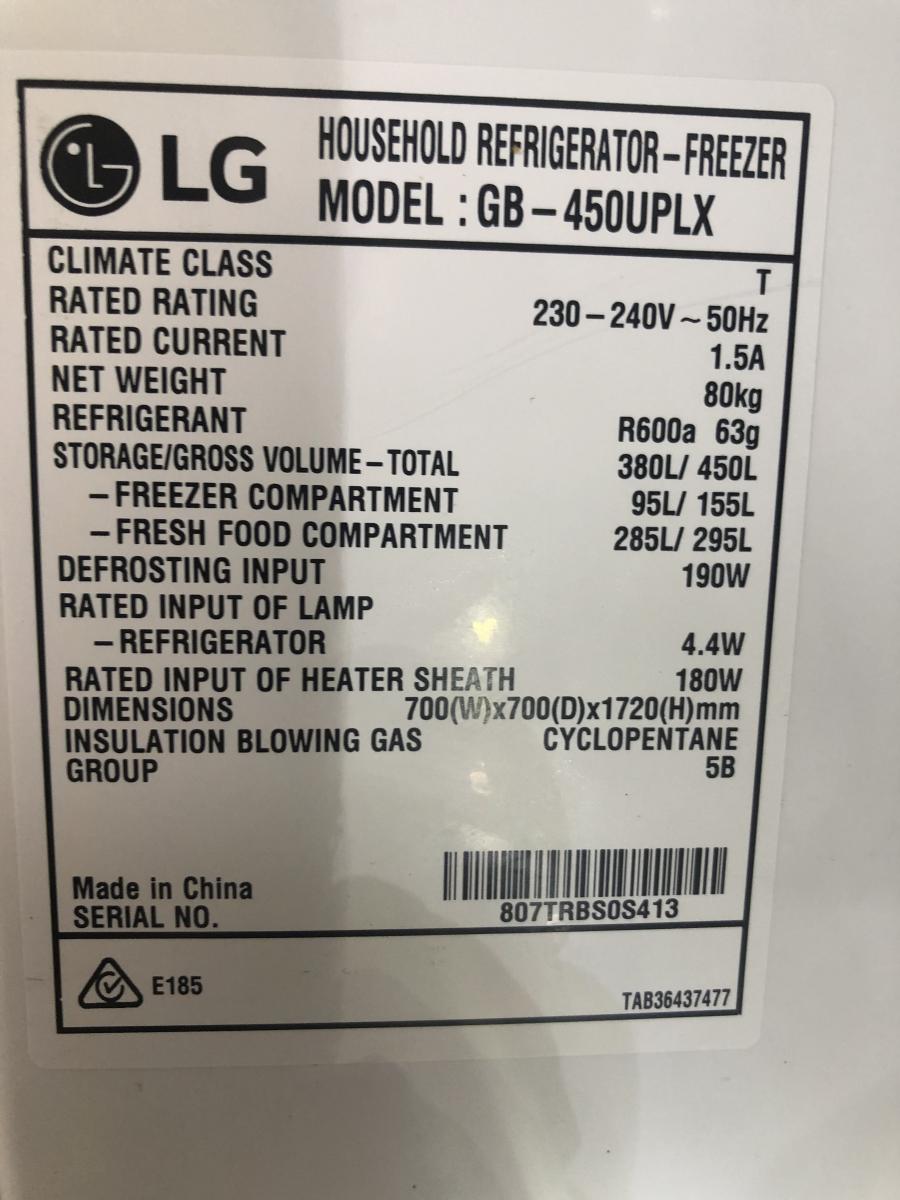 LG HOUSEHOLD REFRIGERATOR – FREEZER
MODEL : GB – 450UPLX
CLIMATE CLASS T
RATED RATING 230 – 240V ~ 50Hz
RATED CURRENT 1.5A
NET WEIGHT 80kg
REFRIGERANT R600a 63g
STORAGE/GROSS VOLUME – TOTAL 380L/ 450L
– FREEZER COMPARTMENT 95L/ 155L
– FRESH FOOD COMPARTMENT 285L/ 295L
DEFROSTING INPUT 190W
RATED INPUT OF LAMP
– REFRIGERATOR 4.4W
RATED INPUT OF HEATER SHEATH 180W
DIMENSIONS 700(W)x700(D)x1720(H)mm
INSULATION BLOWING GAS CYCLOPENTANE
GROUP 5B
Made in China
SERIAL NO. 807TRBS0S413
E185
TAB36437477